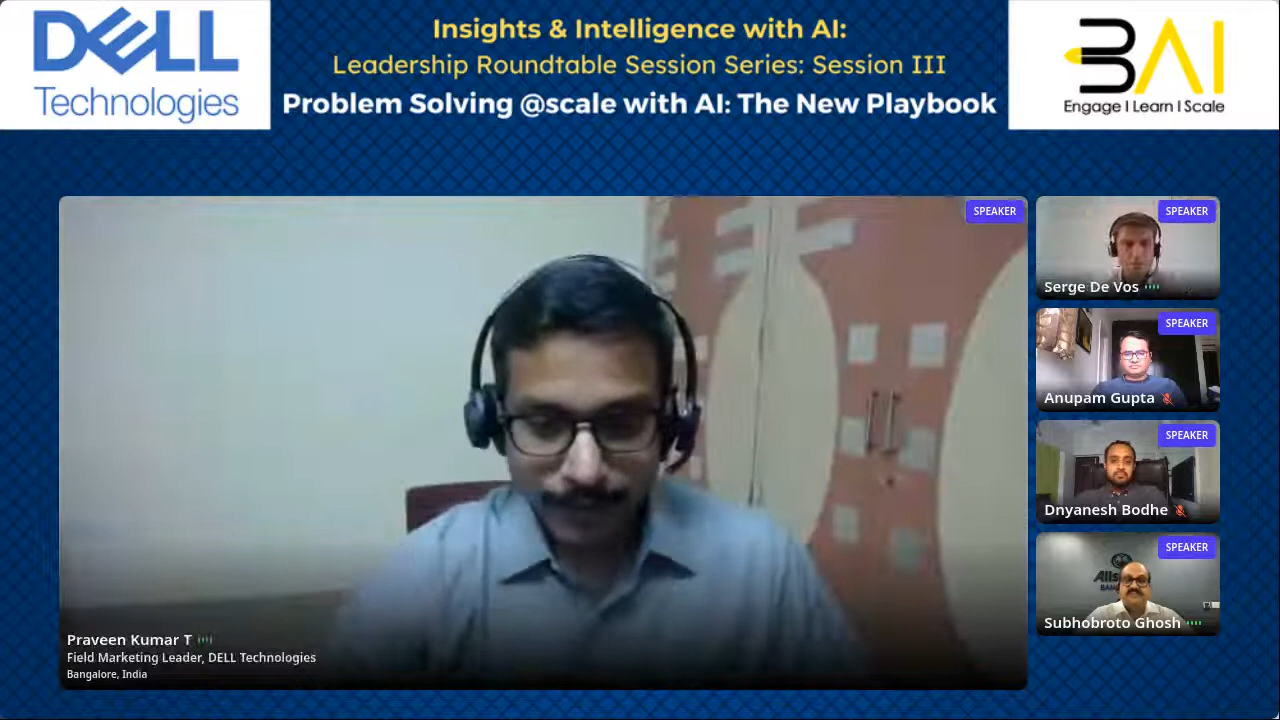 DELL
Technologies
Insights & Intelligence with AI:
Leadership Roundtable Session Series: Session III
Problem Solving @scale with AI: The New Playbook
BAI
Engage I Learn I Scale
SPEAKER
Praveen Kumar T
Field Marketing Leader, DELL Technologies
Bangalore, India
SPEAKER
Serge De Vos
SPEAKER
Anupam Gupta
SPEAKER
Dnyanesh Bodhe
SPEAKER
Subhobroto Ghosh